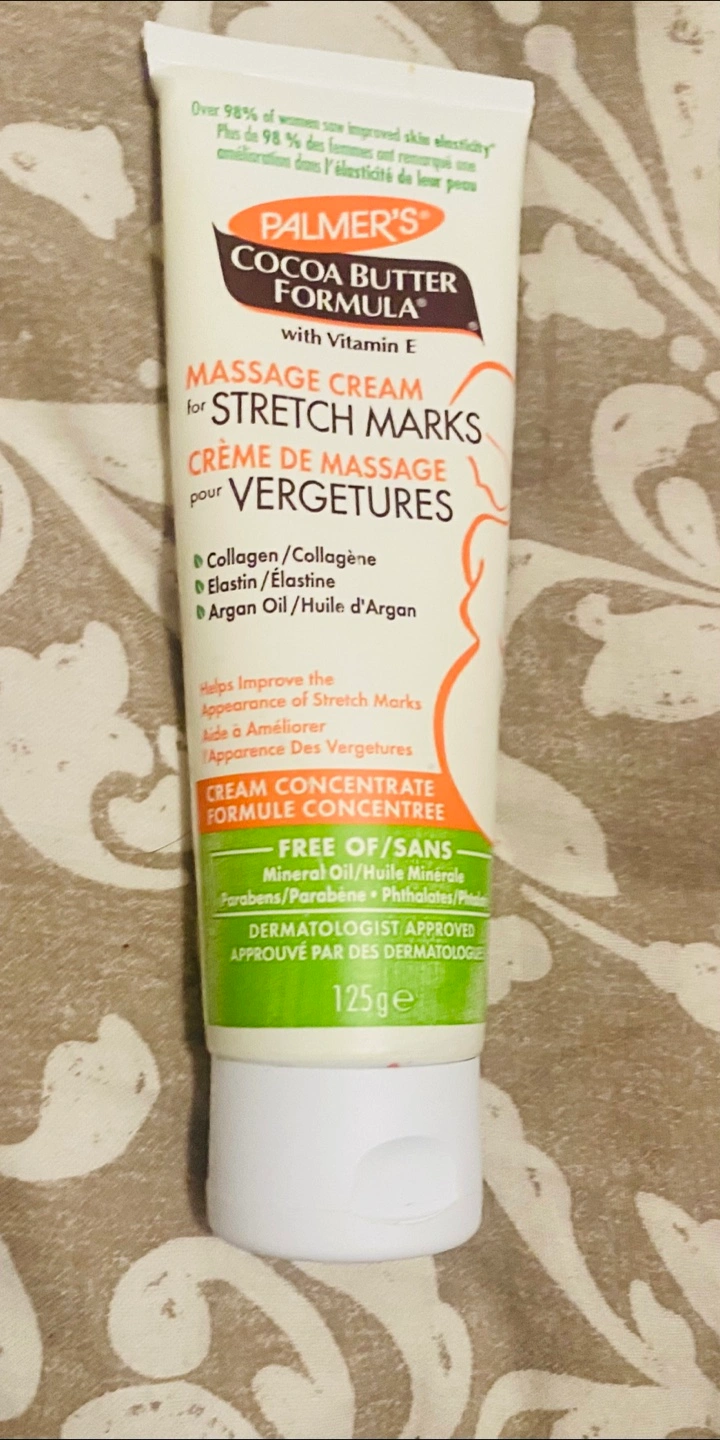 Over 98% of women saw improved skin elasticity*
Plus de 98 % des femmes ont remarqué une
amélioration dans l'élasticité de leur peau
PALMER'S®
COCOA BUTTER
FORMULA®
with Vitamin E
MASSAGE CREAM
for STRETCH MARKS
CRÈME DE MASSAGE
pour VERGETURES
Collagen/Collagène
Elastin/Élastine
Argan Oil/Huile d'Argan
Helps Improve the
Appearance of Stretch Marks
Aide à Améliorer
l'Apparence Des Vergetures
CREAM CONCENTRATE
FORMULE CONCENTREE
FREE OF/SANS
Mineral Oil/Huile Minérale
Parabens/Parabène • Phthalates/
DERMATOLOGIST APPROVED
APPROUVÉ PAR DES
125g℮